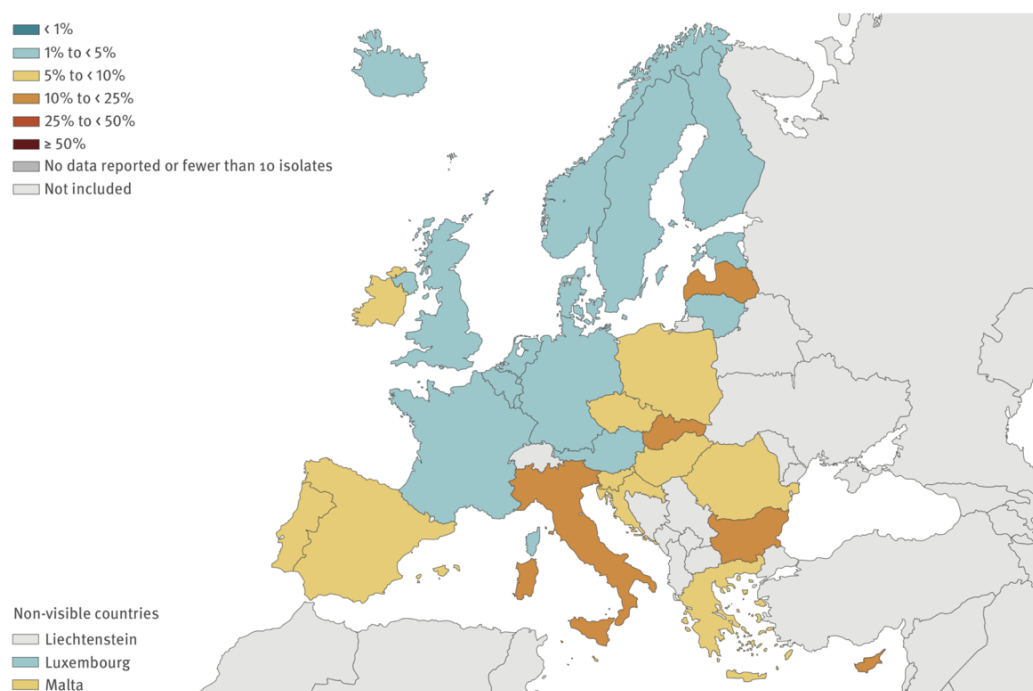 < 1%
1% to < 5%
5% to < 10%
10% to < 25%
25% to < 50%
≥ 50%
No data reported or fewer than 10 isolates
Not included
Non-visible countries
Liechtenstein
Luxembourg
Malta